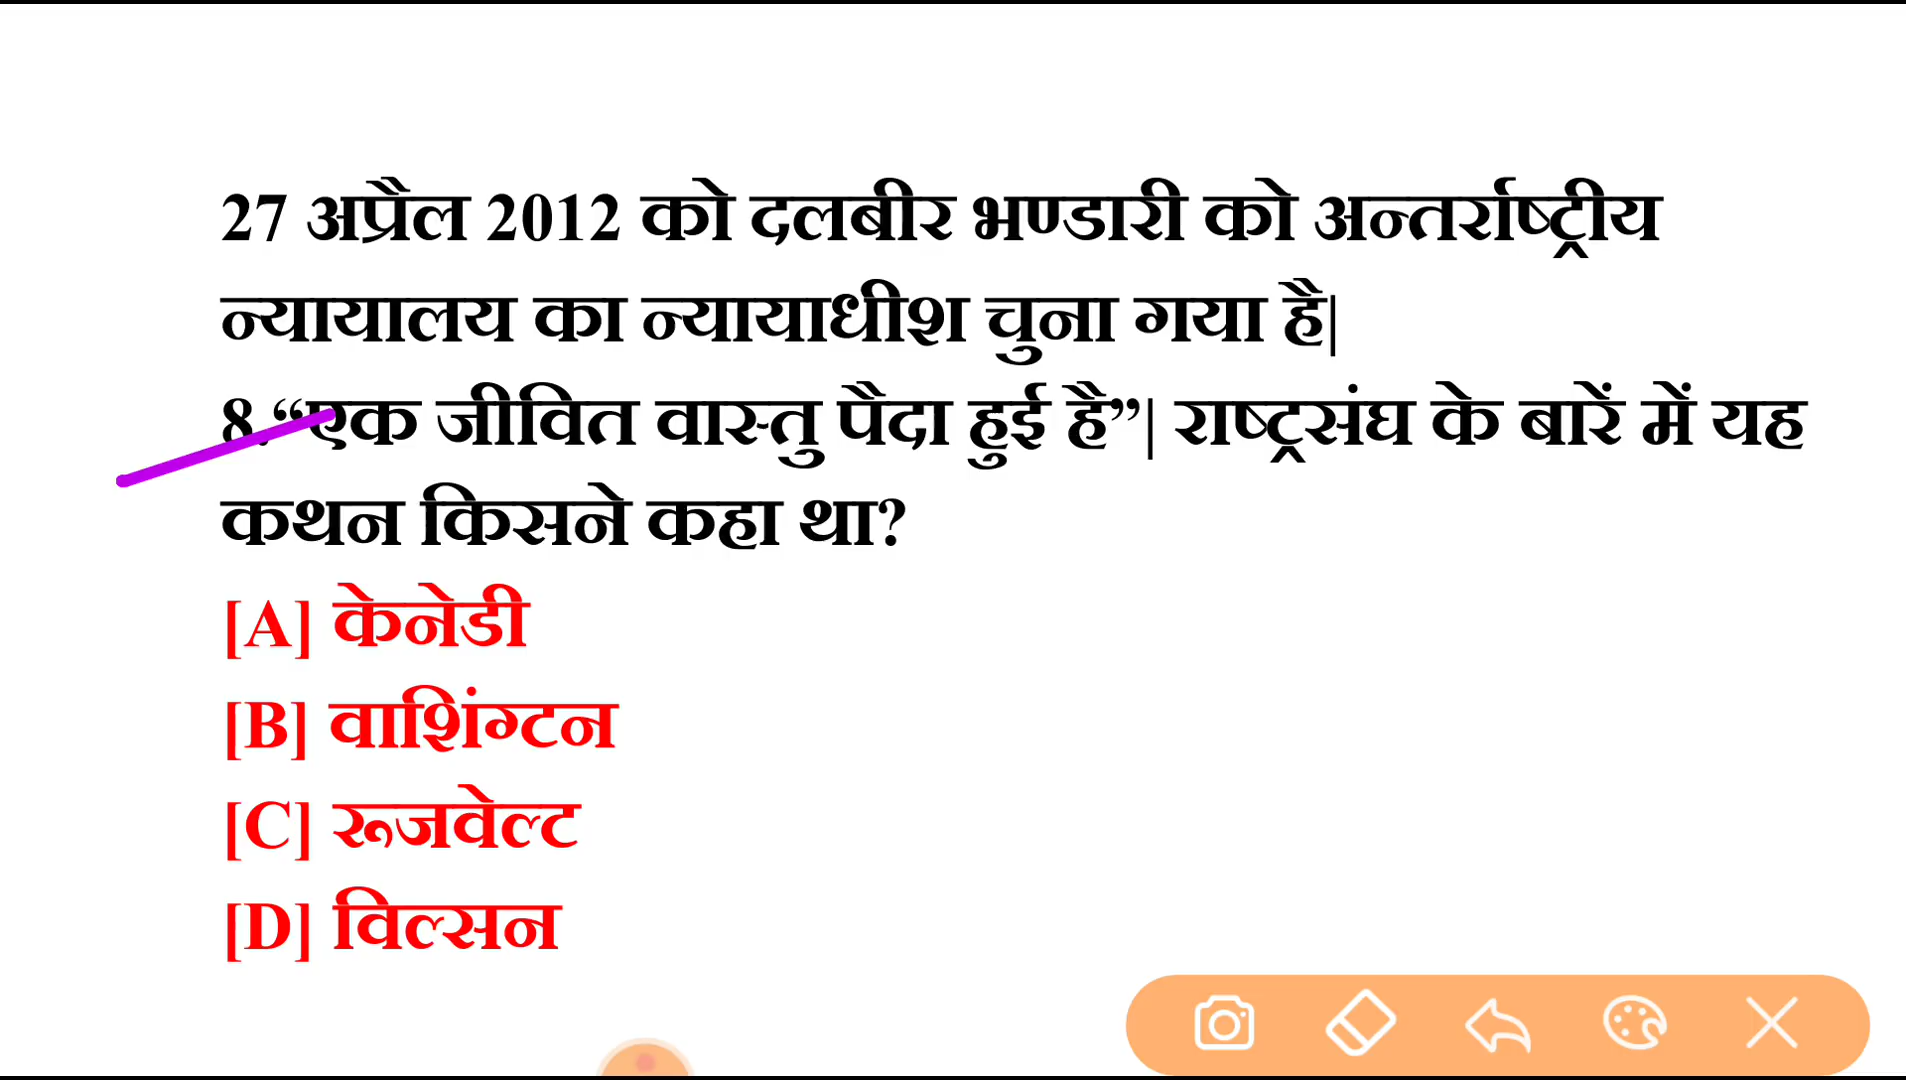 27 अप्रैल 2012 को दलबीर भण्डारी को अन्तर्राष्ट्रीय
न्यायालय का न्यायाधीश चुना गया है|
8.“एक जीवित वास्तु पैदा हुई है”| राष्ट्रसंघ के बारें में यह
कथन किसने कहा था?
[A] केनेडी
[B] वाशिंग्टन
[C] रूजवेल्ट
[D] विल्सन